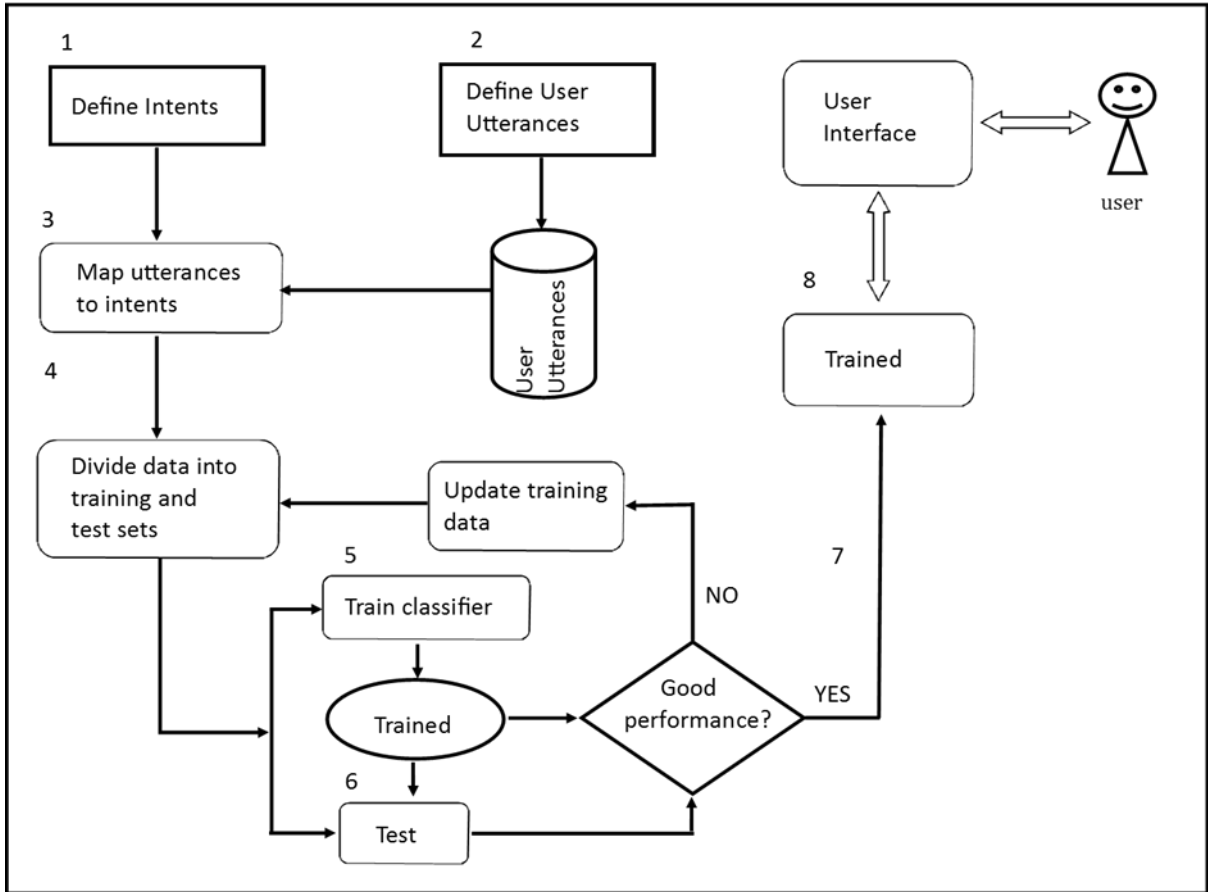 1
Define Intents
2
Define User
Utterances
User
Interface
user
3
Map utterances
to intents
User
Utterances
8
Trained
4
Divide data into
training and
test sets
Update training
data
7
5
Train classifier
NO
Trained
Good
performance?
YES
6
Test